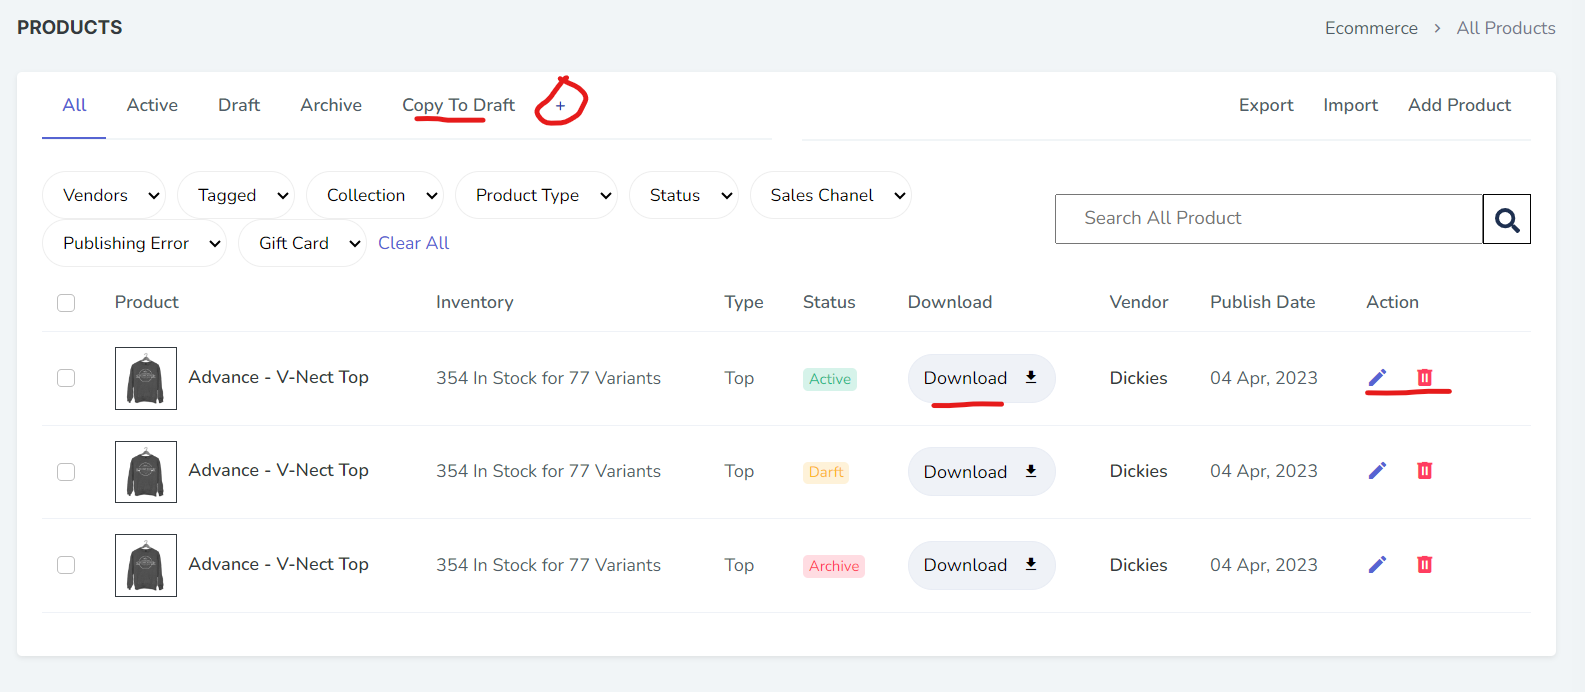 PRODUCTS
Ecommerce > All Products
All Active Draft Archive Copy To Draft +
Export Import Add Product
Vendors Tagged Collection Product Type Status Sales Chanel
Publishing Error Gift Card Clear All
Search All Product
Product Inventory Type Status Download Vendor Publish Date Action
Advance - V-Nect Top 354 In Stock for 77 Variants Top Active Download Dickies 04 Apr, 2023
Advance - V-Nect Top 354 In Stock for 77 Variants Top Darft Download Dickies 04 Apr, 2023
Advance - V-Nect Top 354 In Stock for 77 Variants Top Archive Download Dickies 04 Apr, 2023